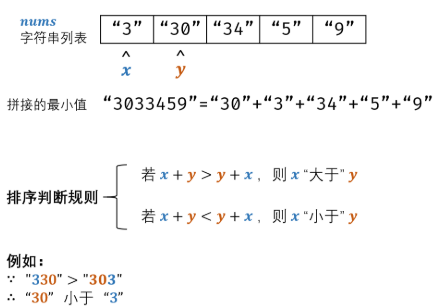 nums
字符串列表 “3” “30” “34” “5” “9”
^ ^
x y
拼接的最小值 “3033459”=“30”+“3”+“34”+“5”+“9”
若 x + y > y + x ，则 x “大于” y
排序判断规则
若 x + y < y + x ，则 x “小于” y
例如：
∵ "330" > "303"
∴ “30” 小于 “3”